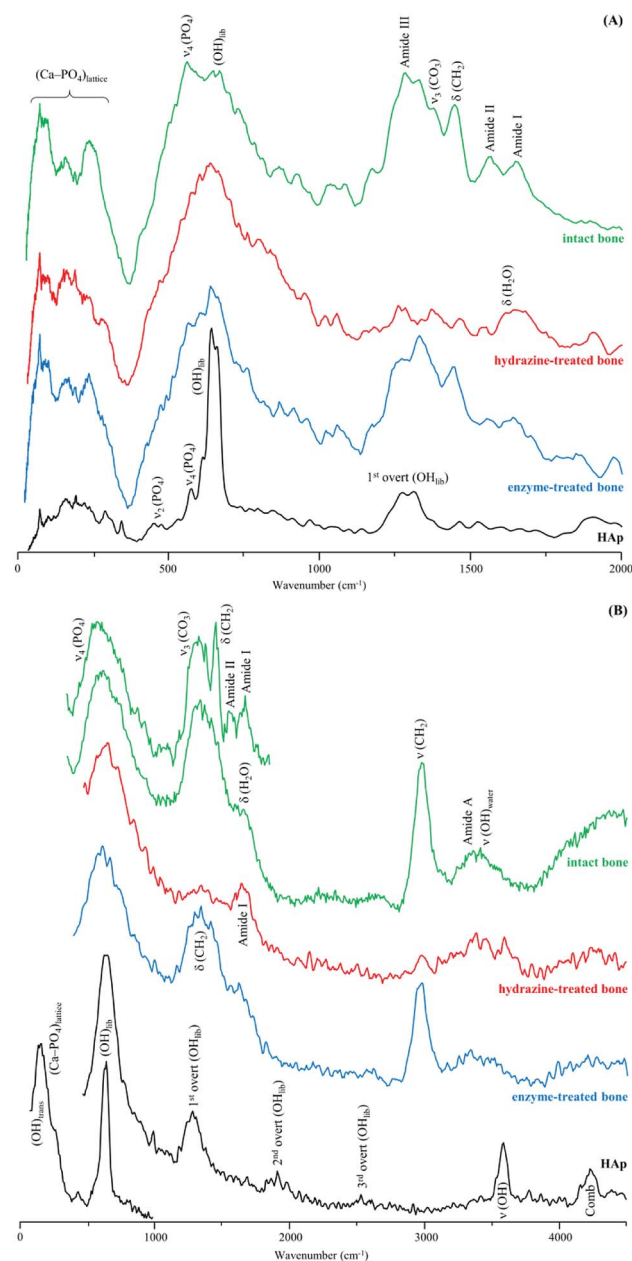 (A)
ν₄ (PO₄)
(OH)lib
(Ca–PO₄)lattice
Amide III
ν₃ (CO₃)
δ (CH₂)
Amide II
Amide I
intact bone
δ (H₂O)
hydrazine-treated bone
(OH)lib
ν₄ (PO₄)
ν₂ (PO₄)
1st overt (OHlib)
enzyme-treated bone
HAp
0 500 1000 1500 2000
Wavenumber (cm⁻¹)
(B)
ν₄ (PO₄)
ν₃ (CO₃)
δ (CH₂)
Amide II
Amide I
δ (H₂O)
ν (CH₂)
Amide A
ν (OH)water
intact bone
Amide I
hydrazine-treated bone
δ (CH₂)
enzyme-treated bone
(OH)trans
(Ca–PO₄)lattice
(OH)lib
1st overt (OHlib)
2nd overt (OHlib)
3rd overt (OHlib)
ν (OH)
Comb
HAp
0 1000 2000 3000 4000
Wavenumber (cm⁻¹)